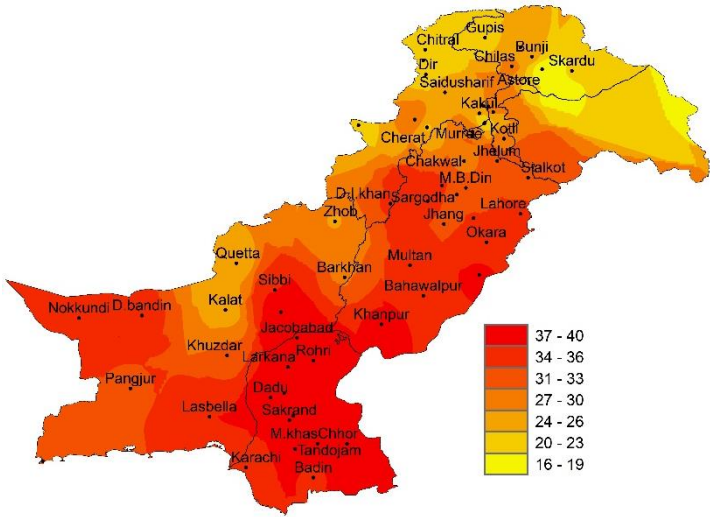 Gupis
Chitral
Bunji
Chilas
Skardu
Dir
Astore
Saidusharif
Kakul
Murree
Kotli
Cherat
Jhelum
Chakwal
Sialkot
M.B.Din
D.I.khan
Sargodha
Zhob
Jhang
Lahore
Okara
Quetta
Multan
Barkhan
Sibbi
Bahawalpur
Nokkundi
D.bandin
Kalat
Khanpur
Jacobabad
Khuzdar
Larkana
Rohri
Pangjur
Dadu
Lasbella
Sakrand
M.khas
Chhor
Tandojam
Karachi
Badin
37 - 40
34 - 36
31 - 33
27 - 30
24 - 26
20 - 23
16 - 19